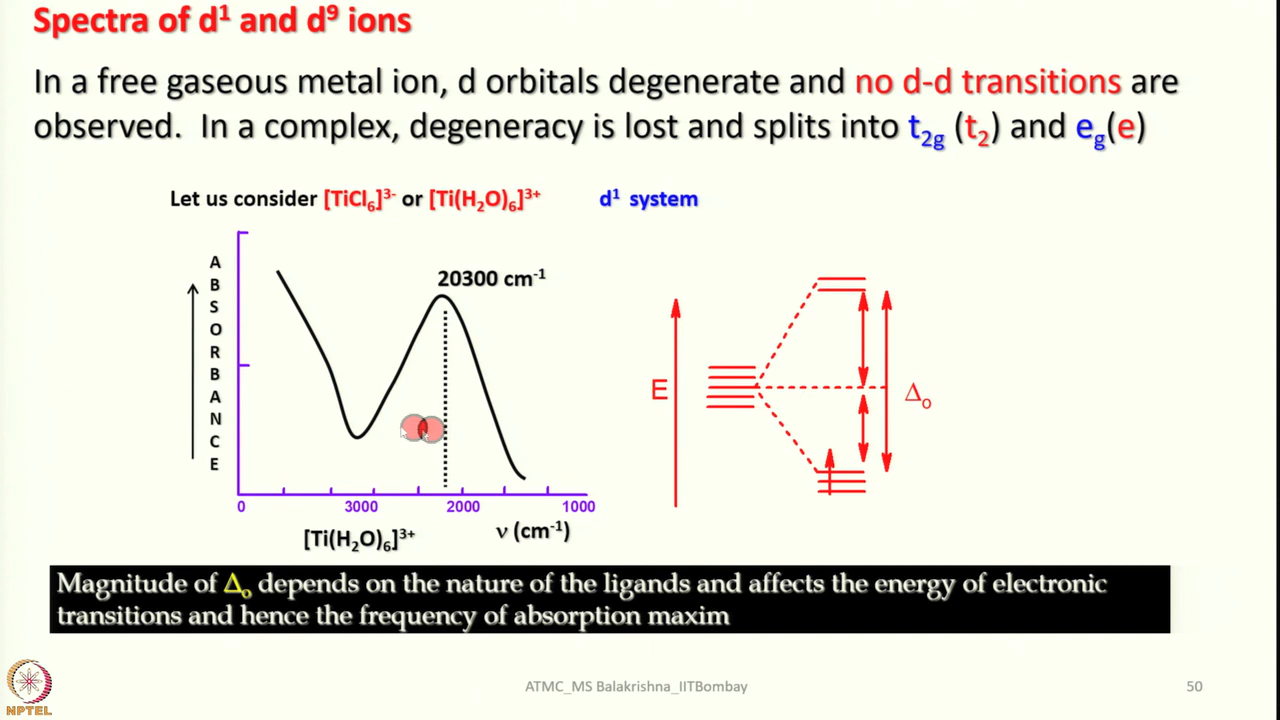 Spectra of d¹ and d⁹ ions
In a free gaseous metal ion, d orbitals degenerate and no d-d transitions are
observed. In a complex, degeneracy is lost and splits into t₂g (t₂) and eg(e)
Let us consider [TiCl₆]³⁻ or [Ti(H₂O)₆]³⁺ d¹ system
ABSORBANCE
20300 cm⁻¹
0 3000 2000 1000
[Ti(H₂O)₆]³⁺
ν (cm⁻¹)
E
Δₒ
Magnitude of Δₒ depends on the nature of the ligands and affects the energy of electronic
transitions and hence the frequency of absorption maxim
NPTEL
ATMC_MS Balakrishna_IITBombay
50